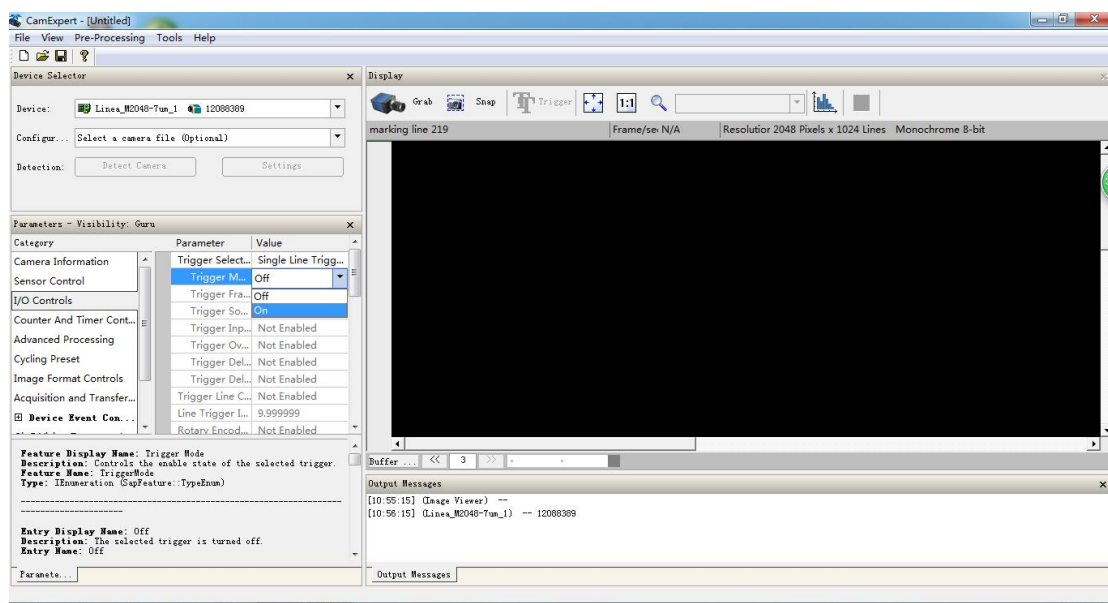 CamExpert - [Untitled]
File View Pre-Processing Tools Help
Device Selector
Device: Linea_M2048-7um_1 12088389
Configur... Select a camera file (Optional)
Detection: Detect Camera Settings
Parameters - Visibility: Guru
Category Parameter Value
Camera Information
Sensor Control
I/O Controls
Counter And Timer Cont...
Advanced Processing
Cycling Preset
Image Format Controls
Acquisition and Transfer...
Device Event Con...
Trigger Select... Single Line Trigg...
Trigger M... Off
Trigger Fra... Off
Trigger So... On
Trigger Inp... Not Enabled
Trigger Ov... Not Enabled
Trigger Del... Not Enabled
Trigger Del... Not Enabled
Trigger Line C... Not Enabled
Line Trigger I... 9.999999
Rotary Encod... Not Enabled
Feature Display Name: Trigger Mode
Description: Controls the enable state of the selected trigger.
Feature Name: TriggerMode
Type: IEnumeration (SapFeature::TypeEnum)
Entry Display Name: Off
Description: The selected trigger is turned off.
Entry Name: Off
Paramete...
Display
Grab Snap Trigger 1:1
marking line 219 Frame/se N/A Resolutior 2048 Pixels x 1024 Lines Monochrome 8-bit
Buffer ... << 3 >>
Output Messages
[10:55:15] (Image Viewer) --
[10:56:15] (Linea_M2048-7um_1) -- 12088389
Output Messages